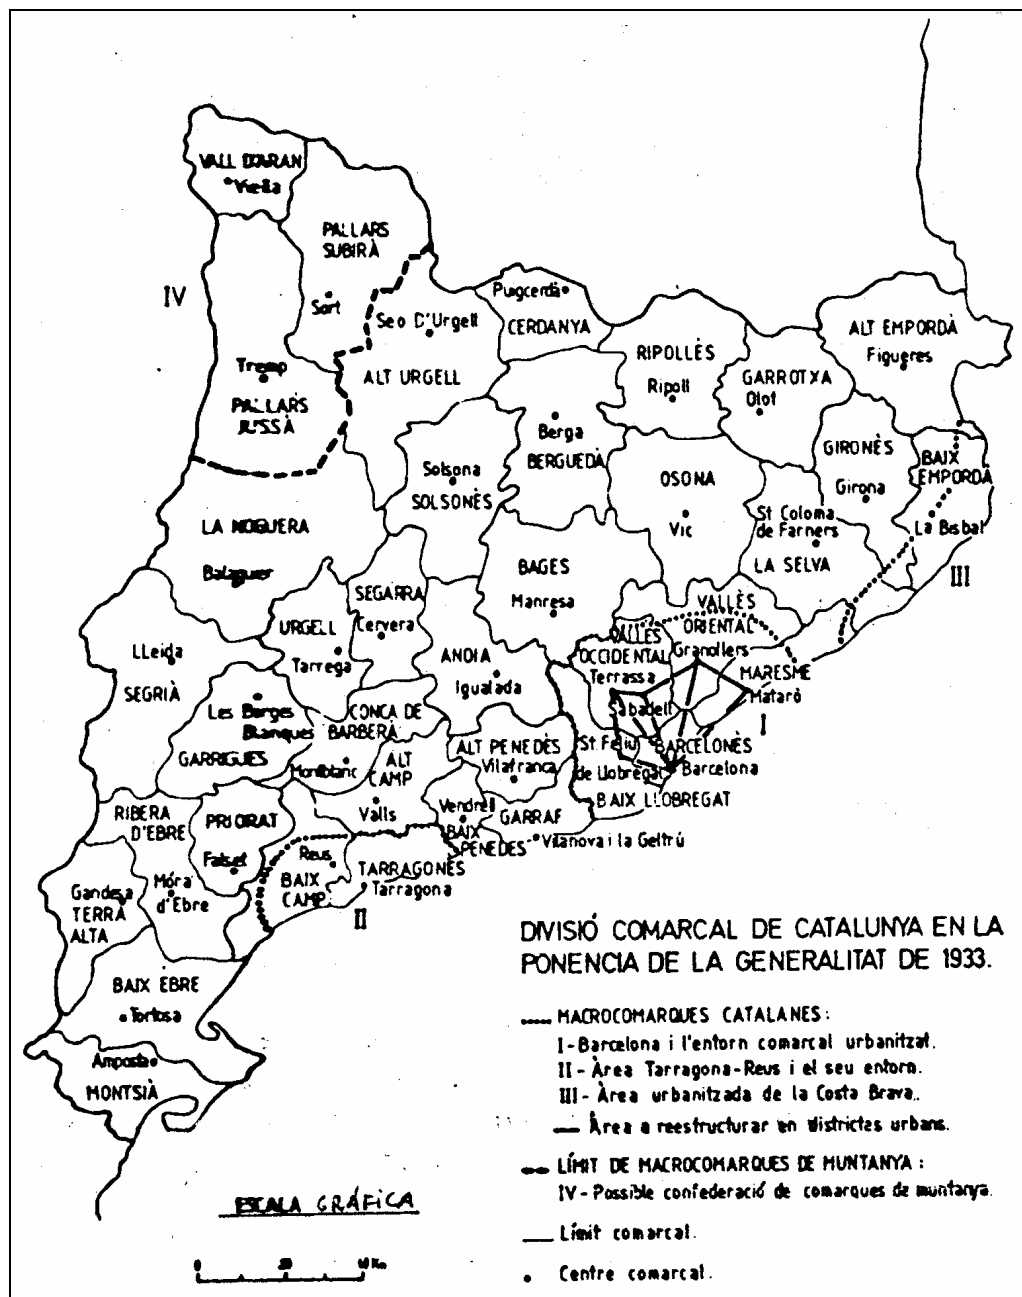 VALL D'ARAN
Viella
PALLARS
SUBIRÀ
IV
Sort
Seo D'Urgell
Puigcerdà
CERDANYA
ALT EMPORDÀ
Figueres
RIPOLLÈS
Ripoll
GARROTXA
Olot
Tremp
PALLARS
JUSSÀ
ALT URGELL
Berga
BERGUEDÀ
GIRONÈS
Girona
BAIX
EMPORDÀ
La Bisbal
Solsona
SOLSONÈS
OSONA
Vic
St Coloma
de Farners
LA SELVA
III
LA NOGUERA
Balaguer
BAGES
Manresa
SEGARRA
Cervera
URGELL
Tarrega
VALLÈS
ORIENTAL
Granollers
VALLÈS
OCCIDENTAL
Terrassa
Sabadell
MARESME
Mataró
I
LLeida
SEGRIÀ
ANOIA
Igualada
Les Borges
Blanques
GARRIGUES
CONCA DE
BARBERÀ
Montblanc
ALT
CAMP
Valls
ALT PENEDÈS
Vilafranca
St Feliu
de Llobregat
BARCELONÈS
Barcelona
BAIX LLOBREGAT
RIBERA
D'EBRE
PRIORAT
Falset
Vendrell
BAIX
PENEDES
GARRAF
Vilanova i la Geltrú
Reus
BAIX
CAMP
TARRAGONÈS
Tarragona
II
Gandesa
TERRA
ALTA
Móra
d'Ebre
BAIX ÈBRE
Tortosa
Amposta
MONTSIÀ
DIVISIÓ COMARCAL DE CATALUNYA EN LA
PONENCIA DE LA GENERALITAT DE 1933.
MACROCOMARQUES CATALANES:
I-Barcelona i l'entorn comarcal urbanitzat.
II- Àrea Tarragona-Reus i el seu entorn.
III- Àrea urbanitzada de la Costa Brava..
Àrea a reestructurar en districtes urbans.
LÍMIT DE MACROCOMARQUES DE MUNTANYA:
IV-Possible confederació de comarques de muntanya.
Límit comarcal.
Centre comarcal.
ESCALA GRÁFICA
0 20 40 Km